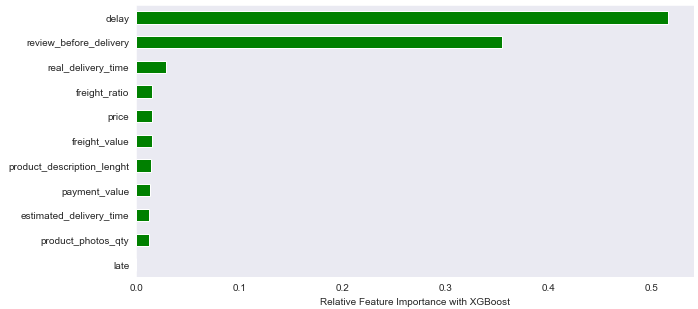 delay
review_before_delivery
real_delivery_time
freight_ratio
price
freight_value
product_description_lenght
payment_value
estimated_delivery_time
product_photos_qty
late
0.0 0.1 0.2 0.3 0.4 0.5
Relative Feature Importance with XGBoost